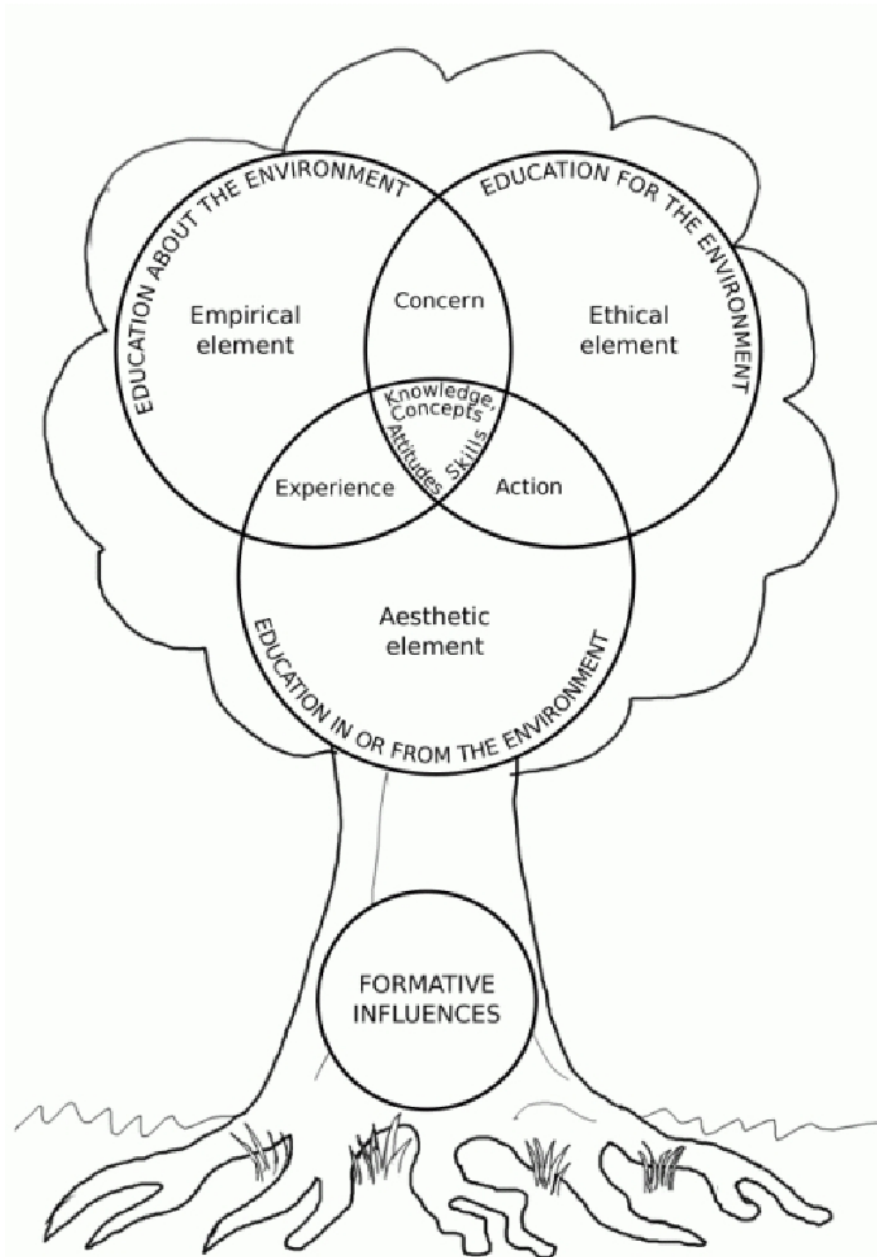 EDUCATION ABOUT THE ENVIRONMENT
EDUCATION FOR THE ENVIRONMENT
Empirical
element
Concern
Ethical
element
Knowledge,
Concepts
Attitudes
Skills
Experience
Action
Aesthetic
element
EDUCATION IN OR FROM THE ENVIRONMENT
FORMATIVE
INFLUENCES